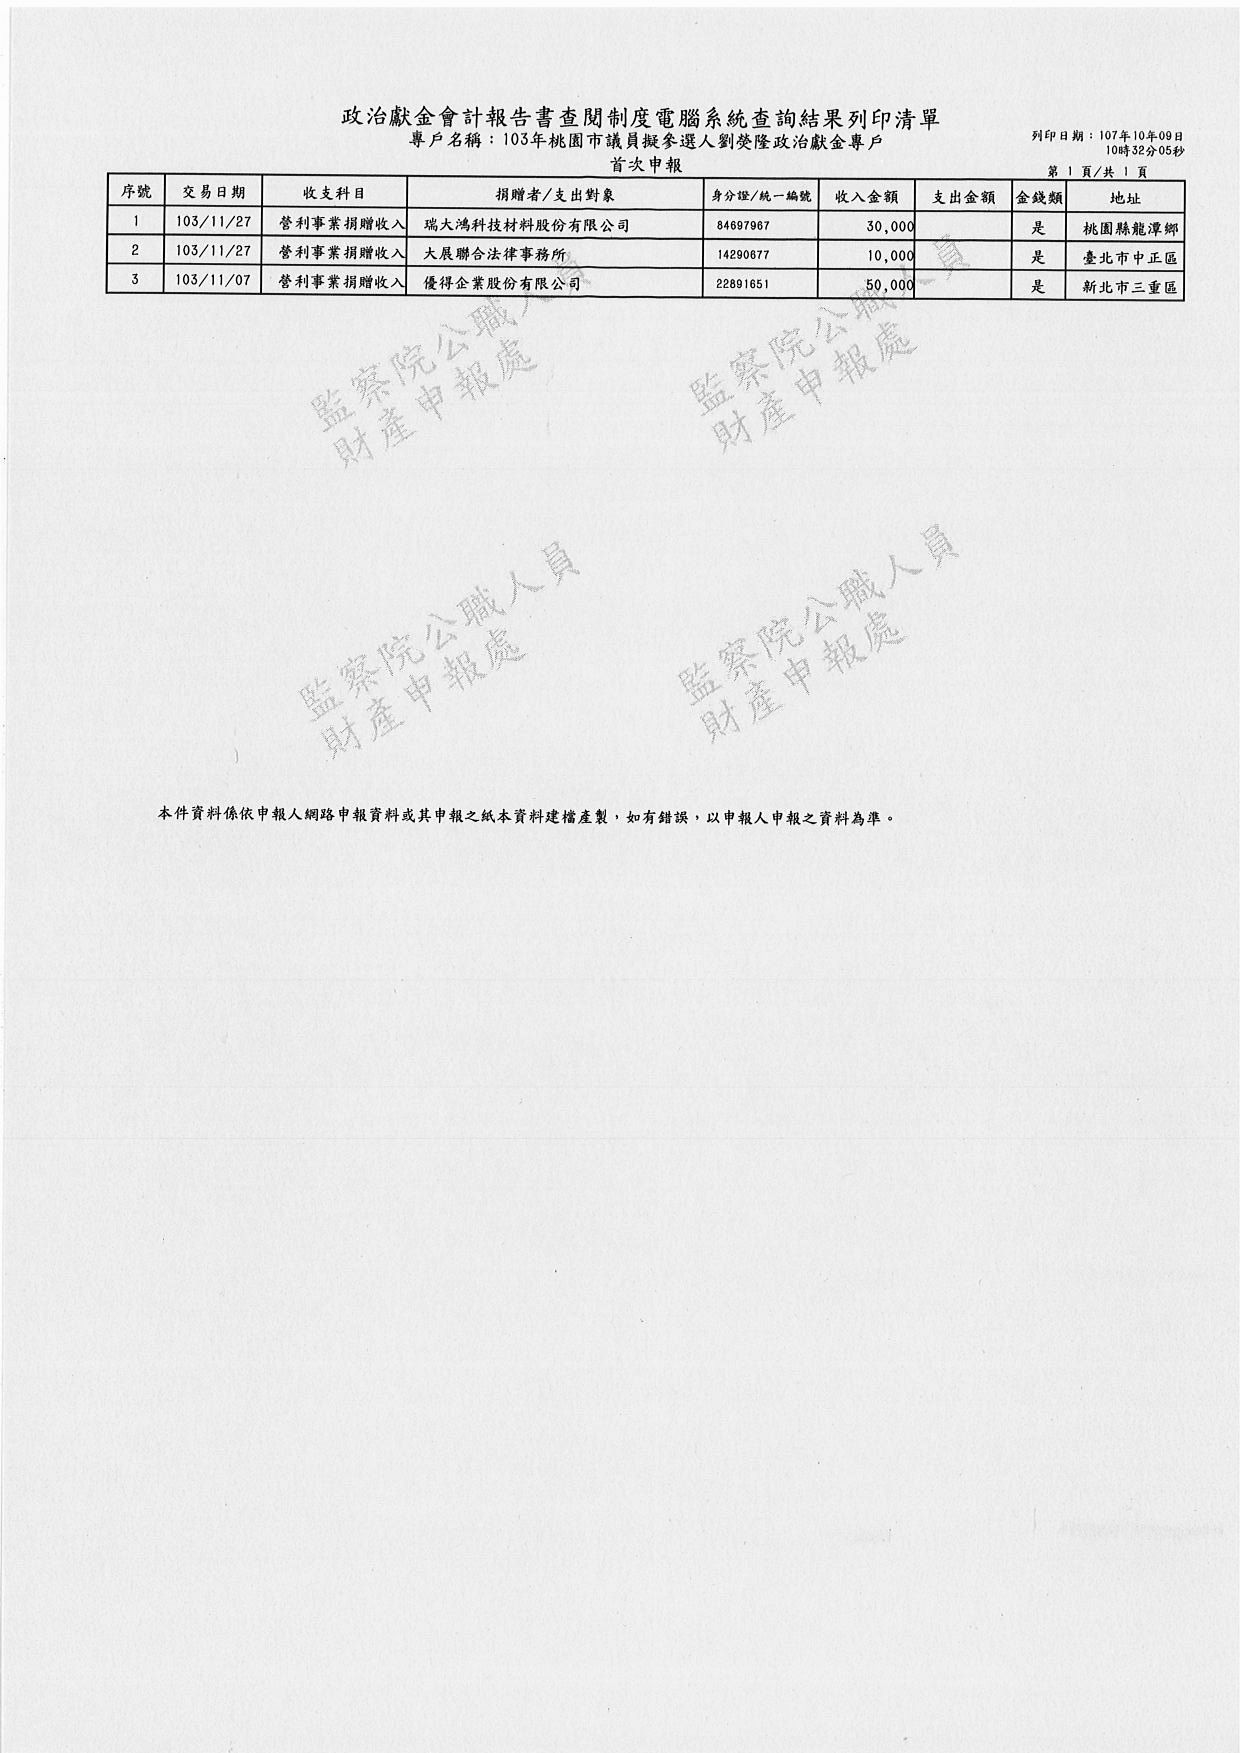 政治獻金會計報告書查閱制度電腦系統查詢結果列印清單
專戶名稱：103年桃園市議員擬參選人劉熒隆政治獻金專戶
首次申報
列印日期：107年10年09日
10時32分05秒
第 1 頁/共 1 頁
序號 交易日期 收支科目 捐贈者/支出對象 身分證/統一編號 收入金額 支出金額 金錢類 地址
1 103/11/27 營利事業捐贈收入 瑞大鴻科技材料股份有限公司 84697967 30,000 是 桃園縣龍潭鄉
2 103/11/27 營利事業捐贈收入 大展聯合法律事務所 14290677 10,000 是 臺北市中正區
3 103/11/07 營利事業捐贈收入 優得企業股份有限公司 22891651 50,000 是 新北市三重區
監察院公職人員
財產申報處
監察院公職人員
財產申報處
監察院公職人員
財產申報處
監察院公職人員
財產申報處
本件資料係依申報人網路申報資料或其申報之紙本資料建檔產製，如有錯誤，以申報人申報之資料為準。